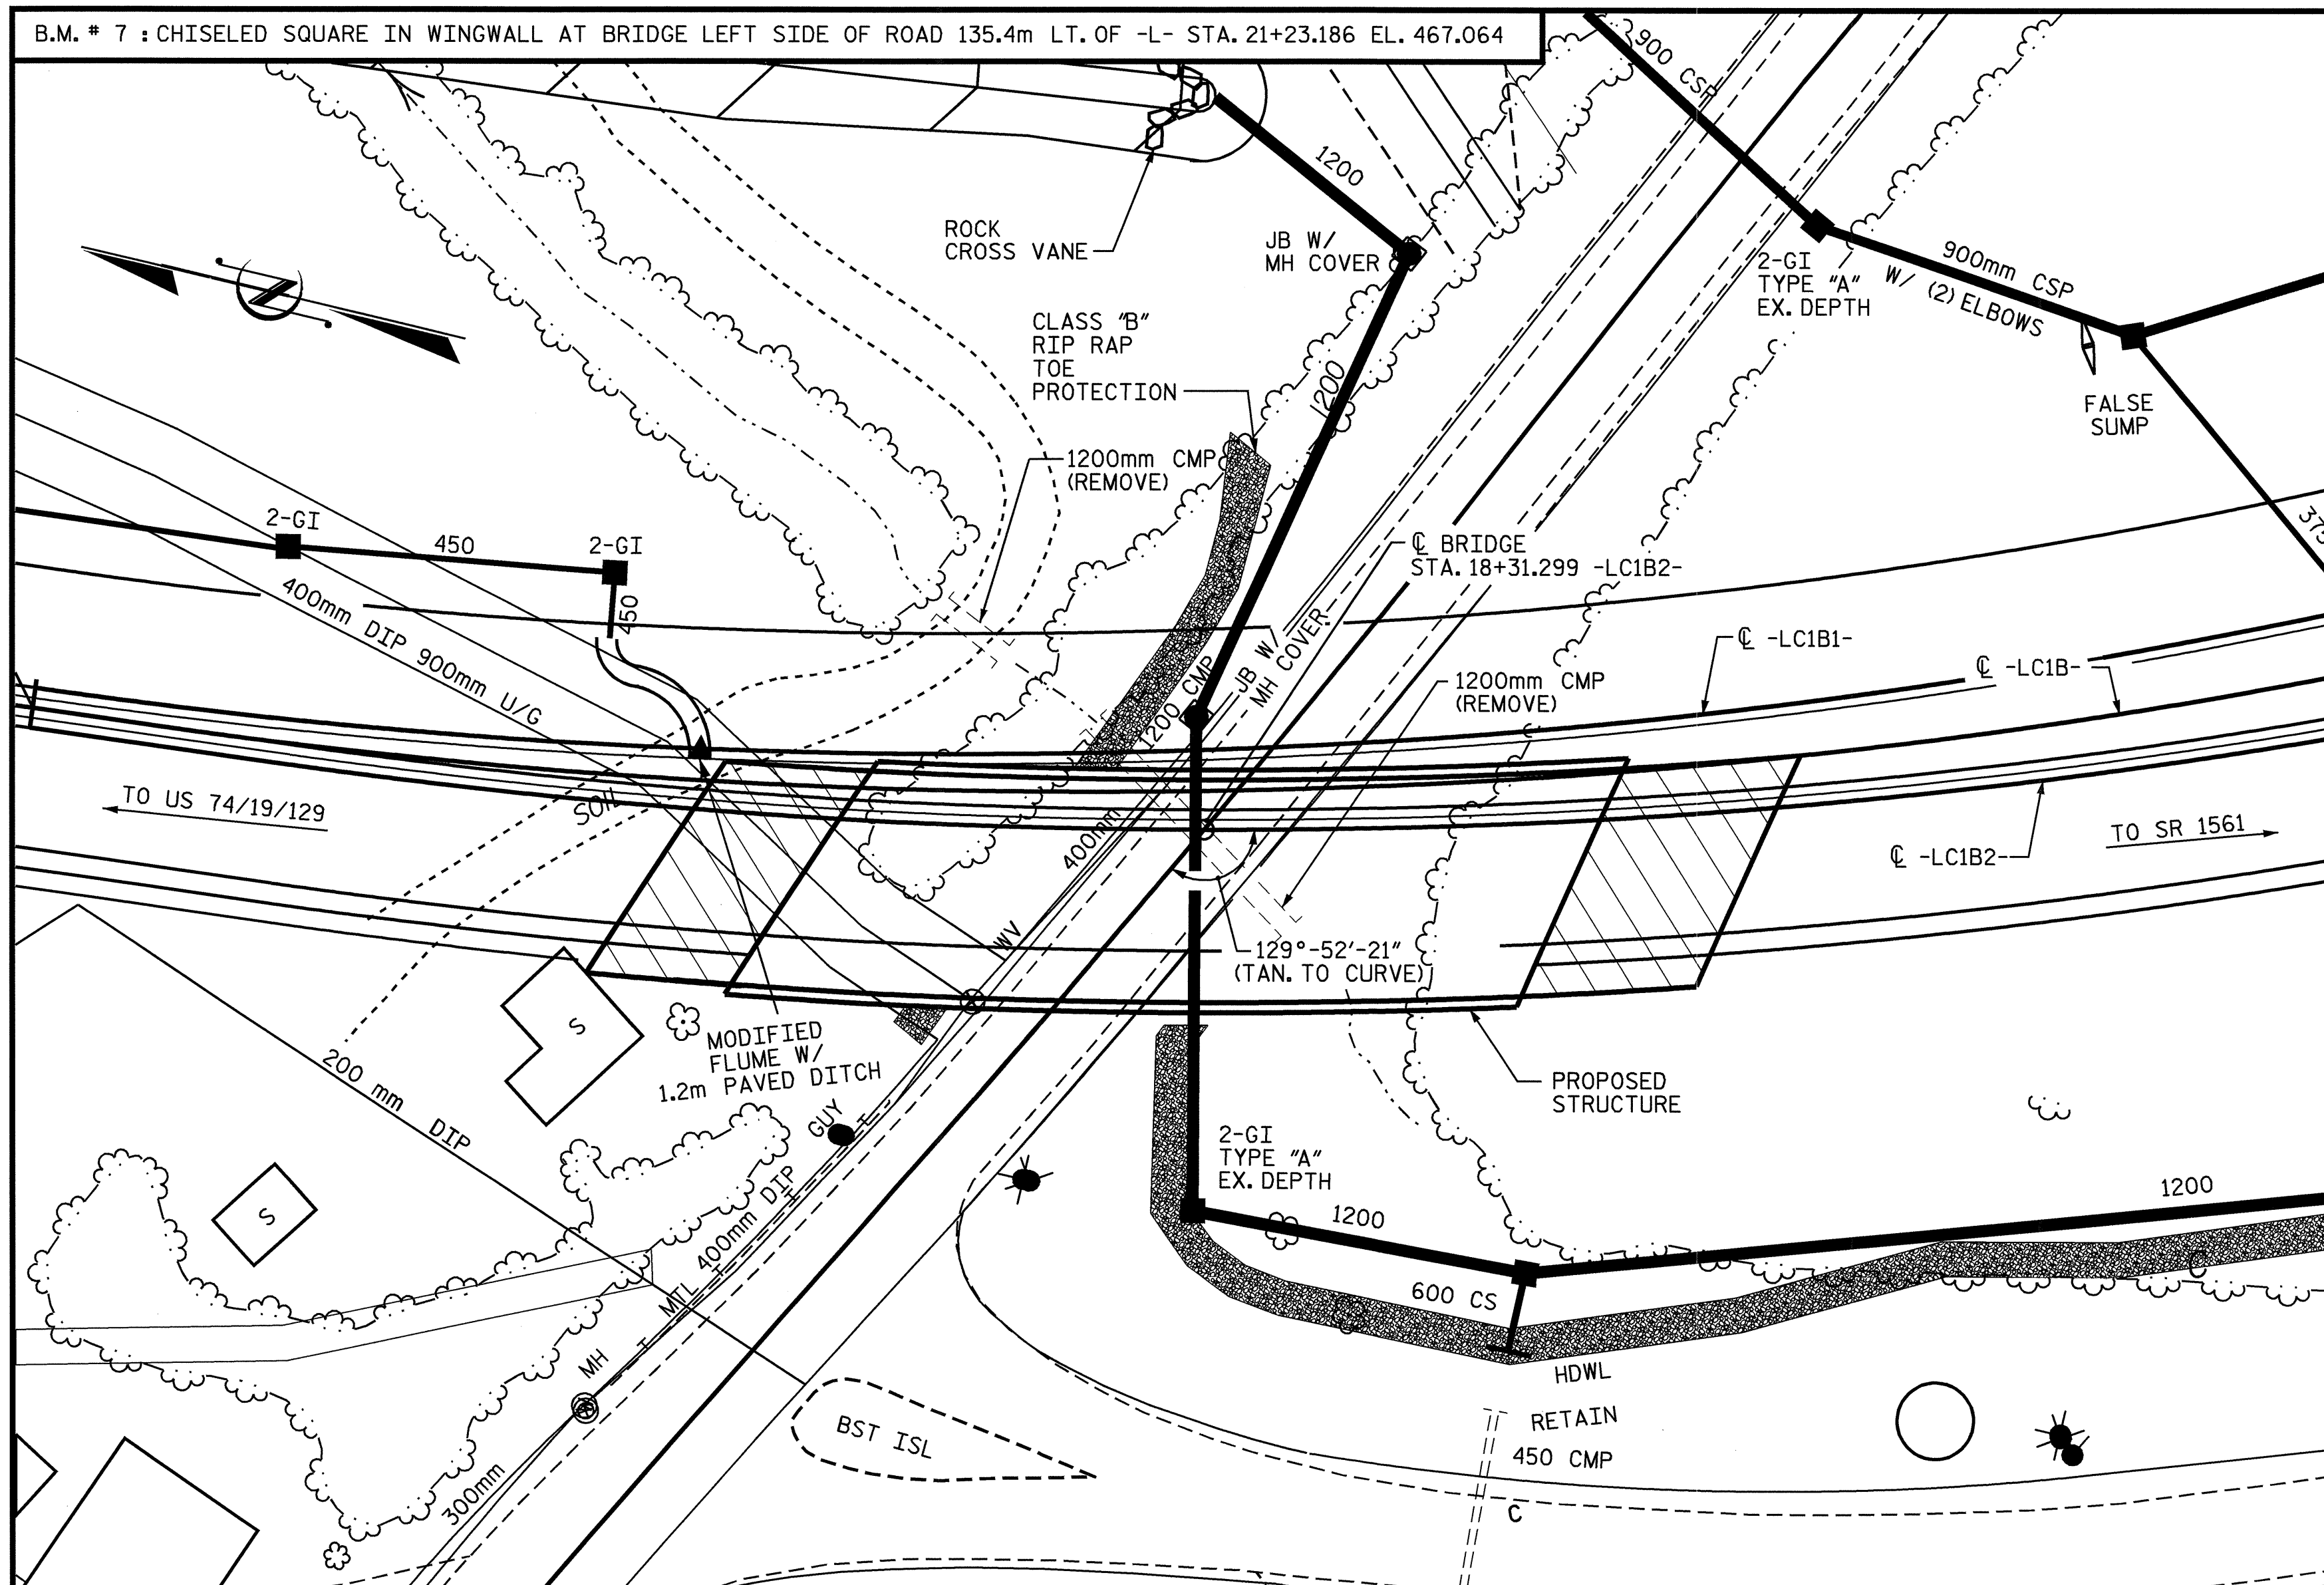 B.M. # 7 : CHISELED SQUARE IN WINGWALL AT BRIDGE LEFT SIDE OF ROAD 135.4m LT. OF -L- STA. 21+23.186 EL. 467.064
900 CSP
1200
ROCK
CROSS VANE
JB W/
MH COVER
2-GI
TYPE "A"
EX. DEPTH
900mm CSP
W/ (2) ELBOWS
N
CLASS "B"
RIP RAP
TOE
PROTECTION
1200
FALSE
SUMP
1200mm CMP
(REMOVE)
2-GI
450
2-GI
375
℄ BRIDGE
STA. 18+31.299 -LC1B2-
400mm DIP 900mm U/G
450
JB W/
MH COVER
℄ -LC1B1-
℄ -LC1B-
1200 CMP
1200mm CMP
(REMOVE)
TO US 74/19/129
SOIL
400mm
TO SR 1561
℄ -LC1B2-
WV
129°-52'-21"
(TAN. TO CURVE)
S
MODIFIED
FLUME W/
1.2m PAVED DITCH
PROPOSED
STRUCTURE
200 mm DIP
GUY
T
2-GI
TYPE "A"
EX. DEPTH
S
T
400mm DIP
1200
1200
T
MTL
600 CS
C
T
MH
HDWL
RETAIN
450 CMP
BST ISL
300mm
C